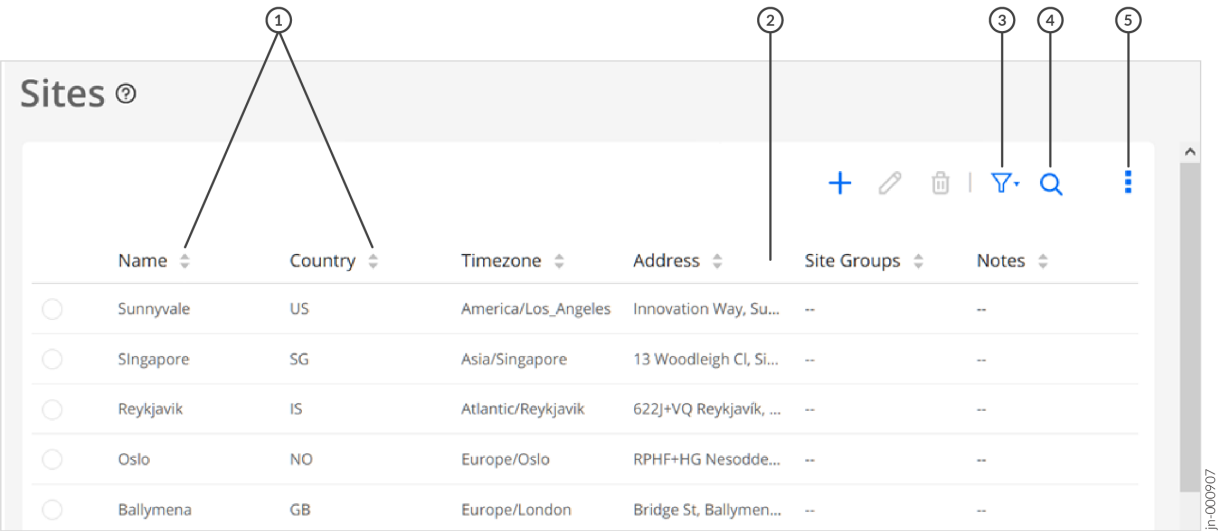 1 2 3 4 5
Sites ?
Name Country Timezone Address Site Groups Notes
Sunnyvale US America/Los_Angeles Innovation Way, Su... -- --
SIngapore SG Asia/Singapore 13 Woodleigh Cl, Si... -- --
Reykjavik IS Atlantic/Reykjavik 622J+VQ Reykjavík, ... -- --
Oslo NO Europe/Oslo RPHF+HG Nesodde... -- --
Ballymena GB Europe/London Bridge St, Ballymen... -- --
jn-000907